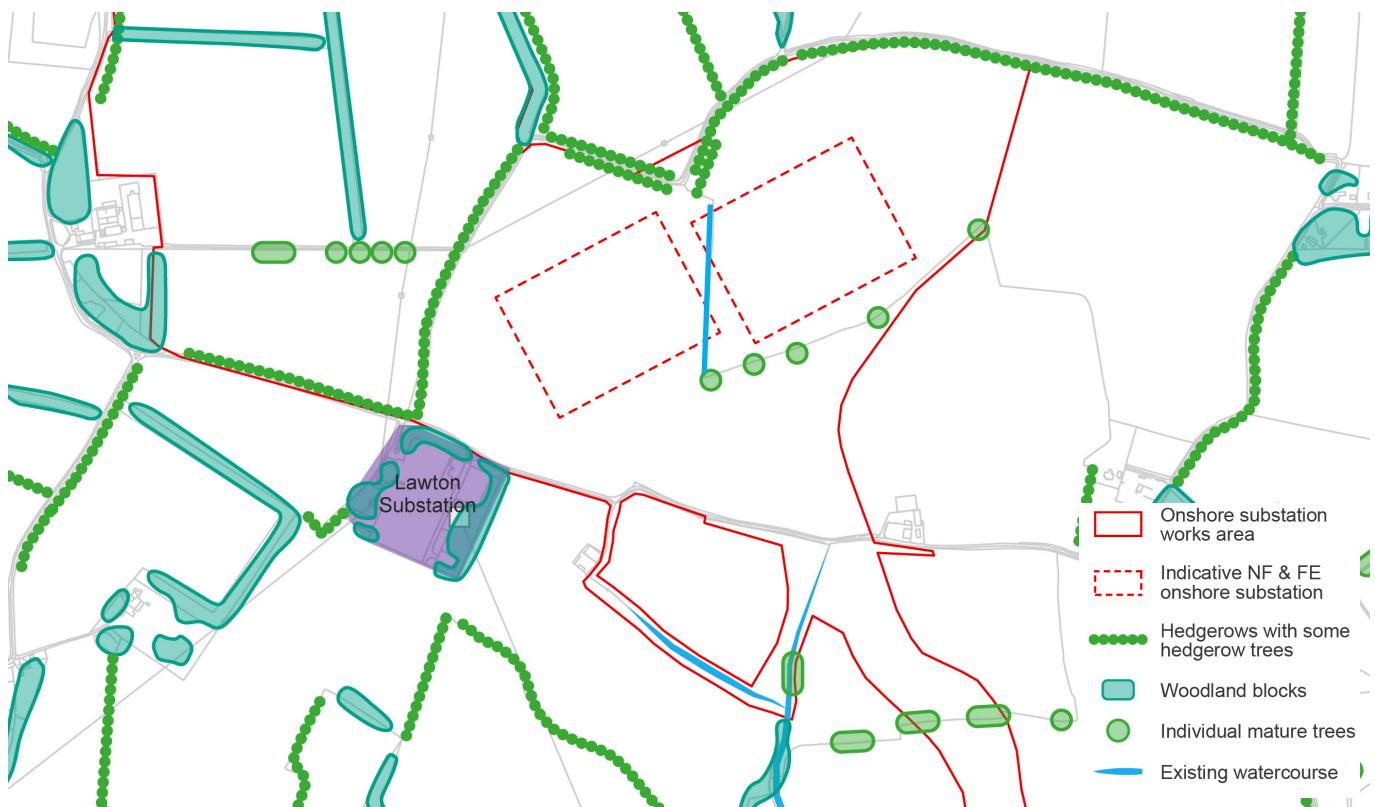 Lawton
Substation
Onshore substation
works area
Indicative NF & FE
onshore substation
Hedgerows with some
hedgerow trees
Woodland blocks
Individual mature trees
Existing watercourse